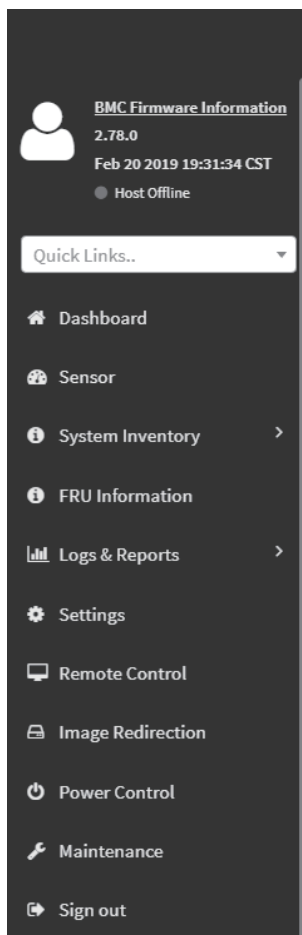 BMC Firmware Information
2.78.0
Feb 20 2019 19:31:34 CST
Host Offline
Quick Links..
Dashboard
Sensor
System Inventory
FRU Information
Logs & Reports
Settings
Remote Control
Image Redirection
Power Control
Maintenance
Sign out